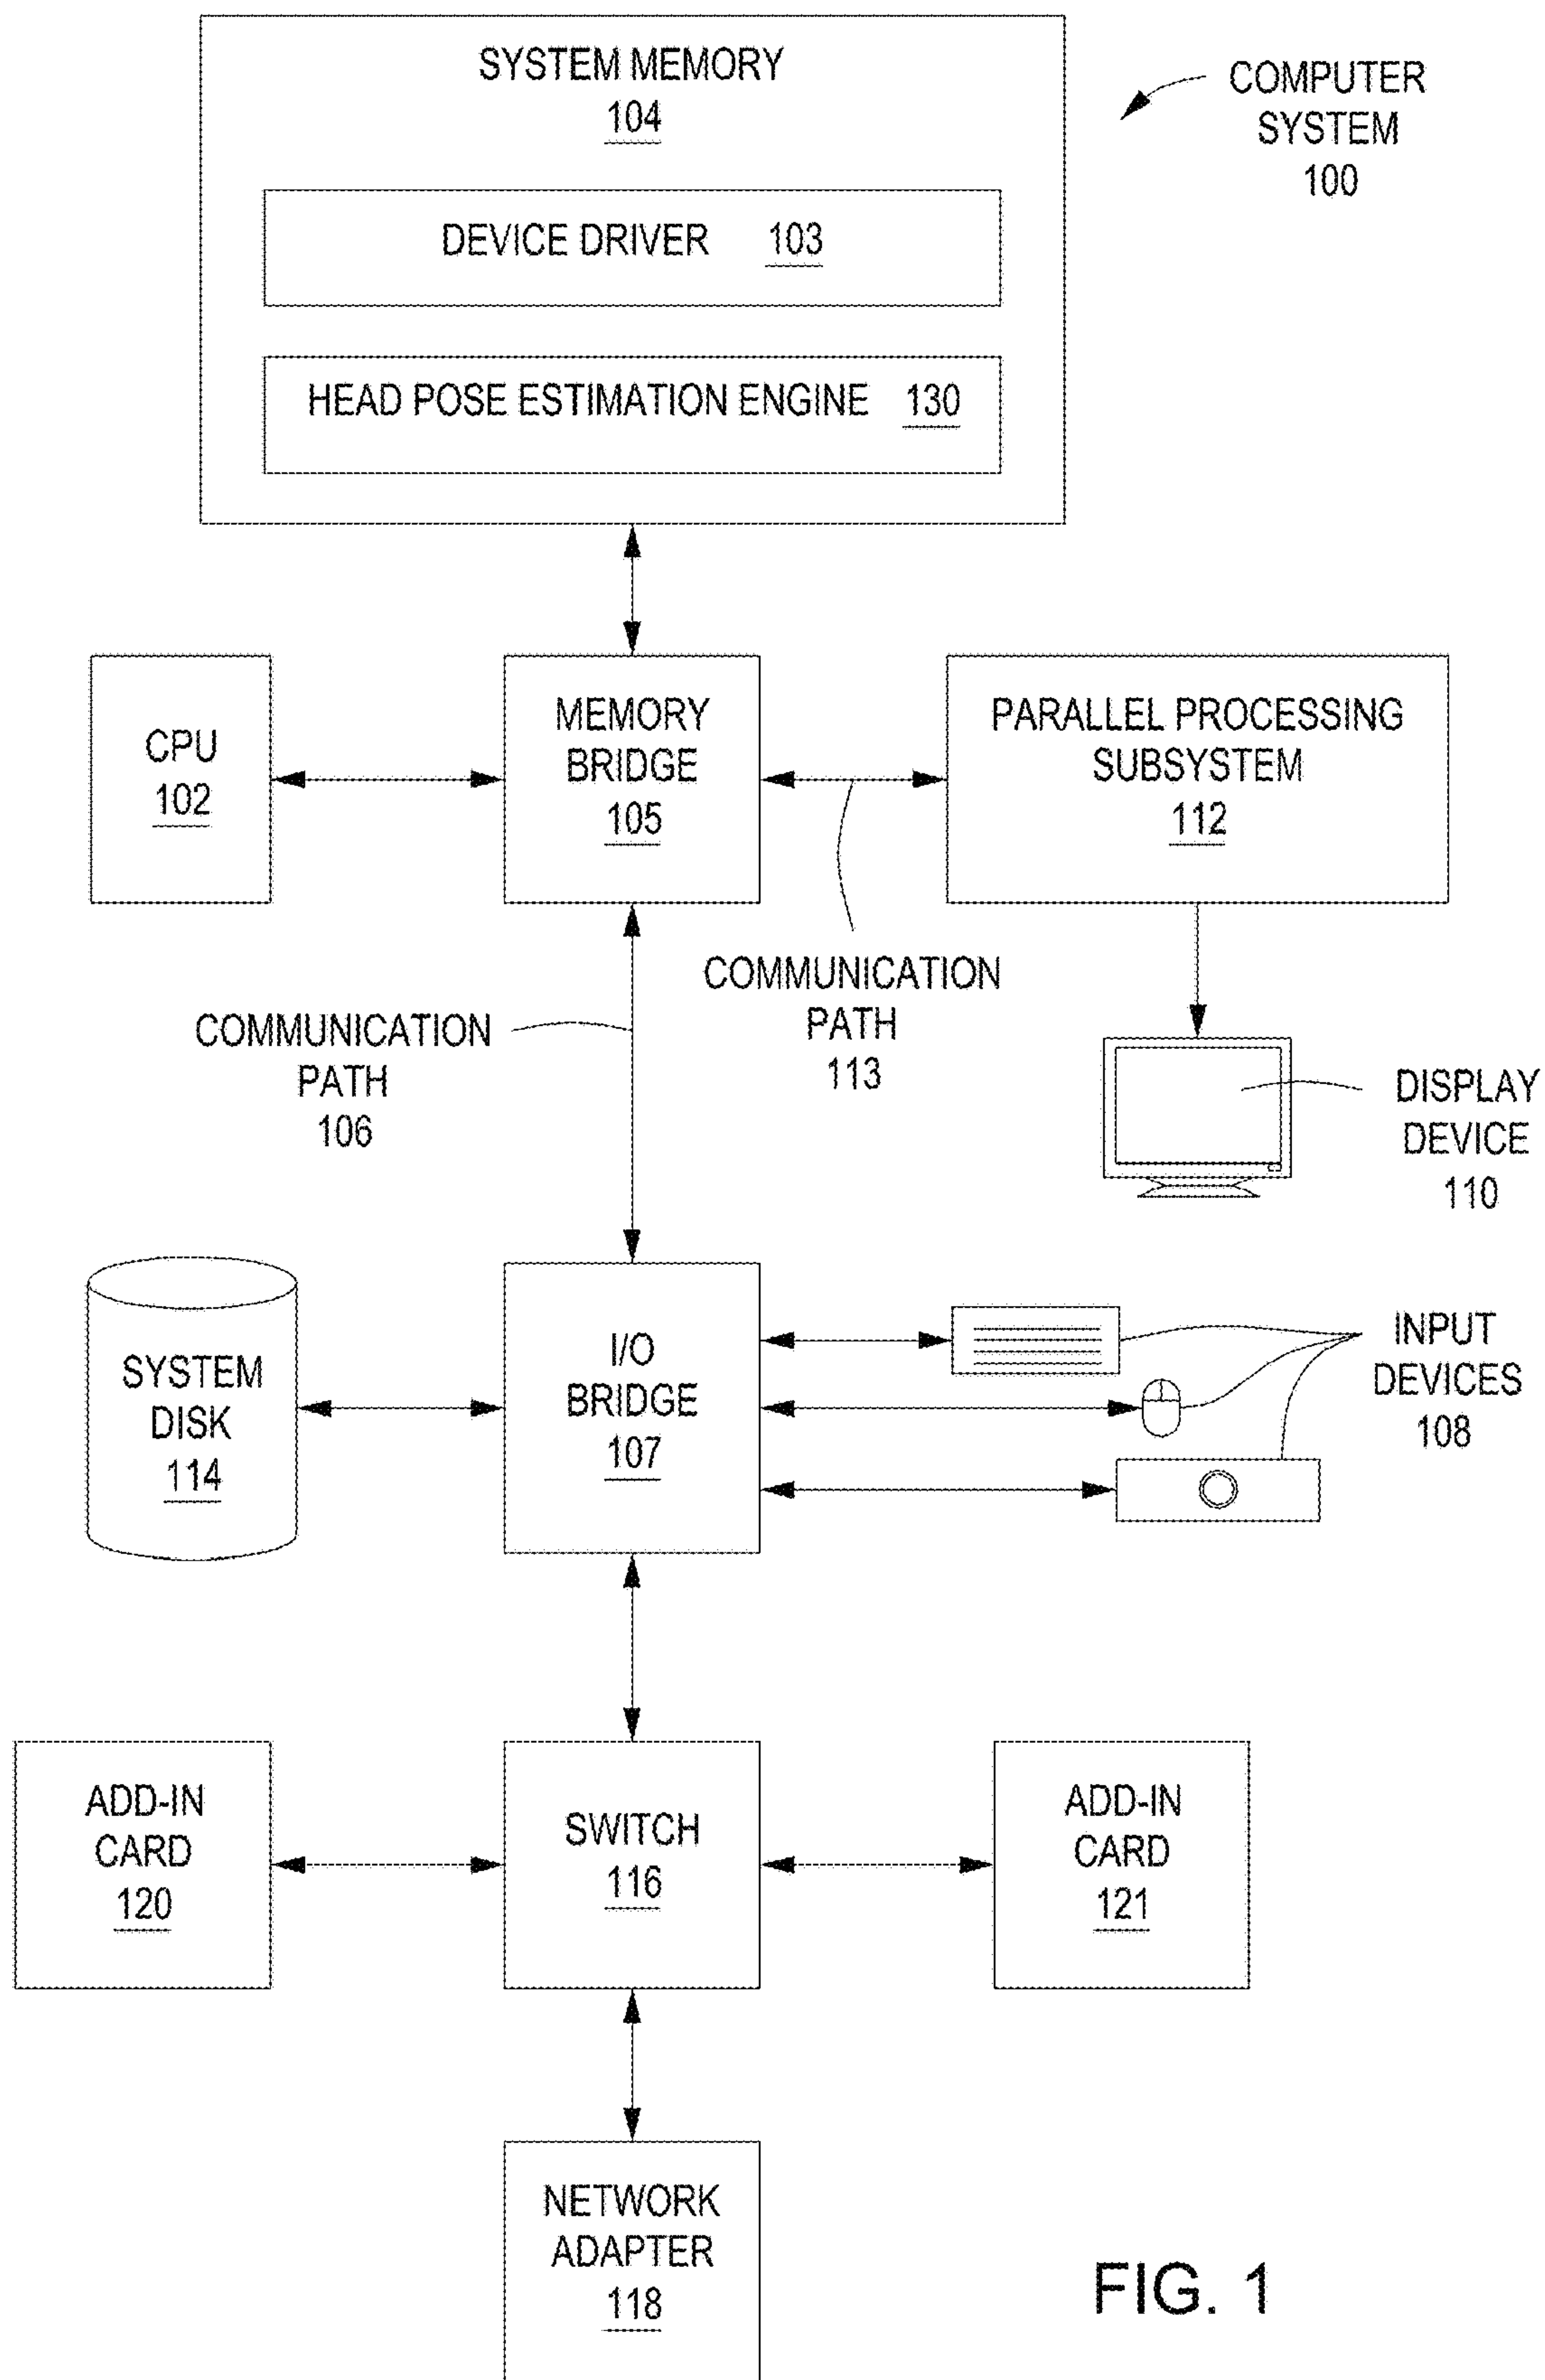 SYSTEM MEMORY
104
COMPUTER
SYSTEM
100
DEVICE DRIVER 103
HEAD POSE ESTIMATION ENGINE 130
CPU
102
MEMORY
BRIDGE
105
PARALLEL PROCESSING
SUBSYSTEM
112
COMMUNICATION
PATH
113
COMMUNICATION
PATH
106
DISPLAY
DEVICE
110
SYSTEM
DISK
114
I/O
BRIDGE
107
INPUT
DEVICES
108
ADD-IN
CARD
120
SWITCH
116
ADD-IN
CARD
121
NETWORK
ADAPTER
118
FIG. 1